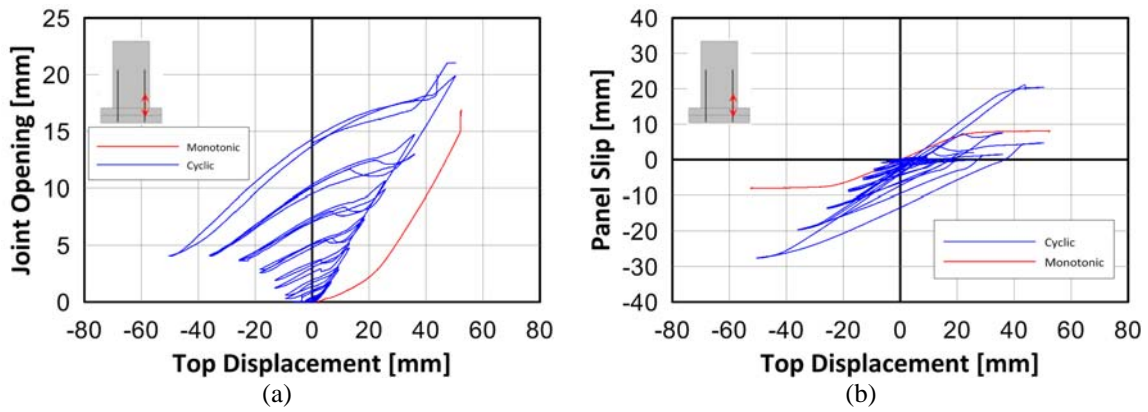 25
20
15
10
5
0
-80 -60 -40 -20 0 20 40 60 80
Joint Opening [mm]
Top Displacement [mm]
Monotonic
Cyclic
(a)
40
30
20
10
0
-10
-20
-30
-40
-80 -60 -40 -20 0 20 40 60 80
Panel Slip [mm]
Top Displacement [mm]
Cyclic
Monotonic
(b)